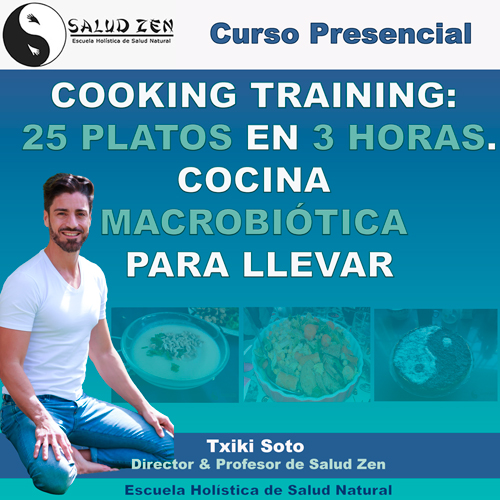 SALUD ZEN
Escuela Holística de Salud Natural
Curso Presencial
COOKING TRAINING:
25 PLATOS EN 3 HORAS.
COCINA
MACROBIÓTICA
PARA LLEVAR
Txiki Soto
Director & Profesor de Salud Zen
Escuela Holística de Salud Natural